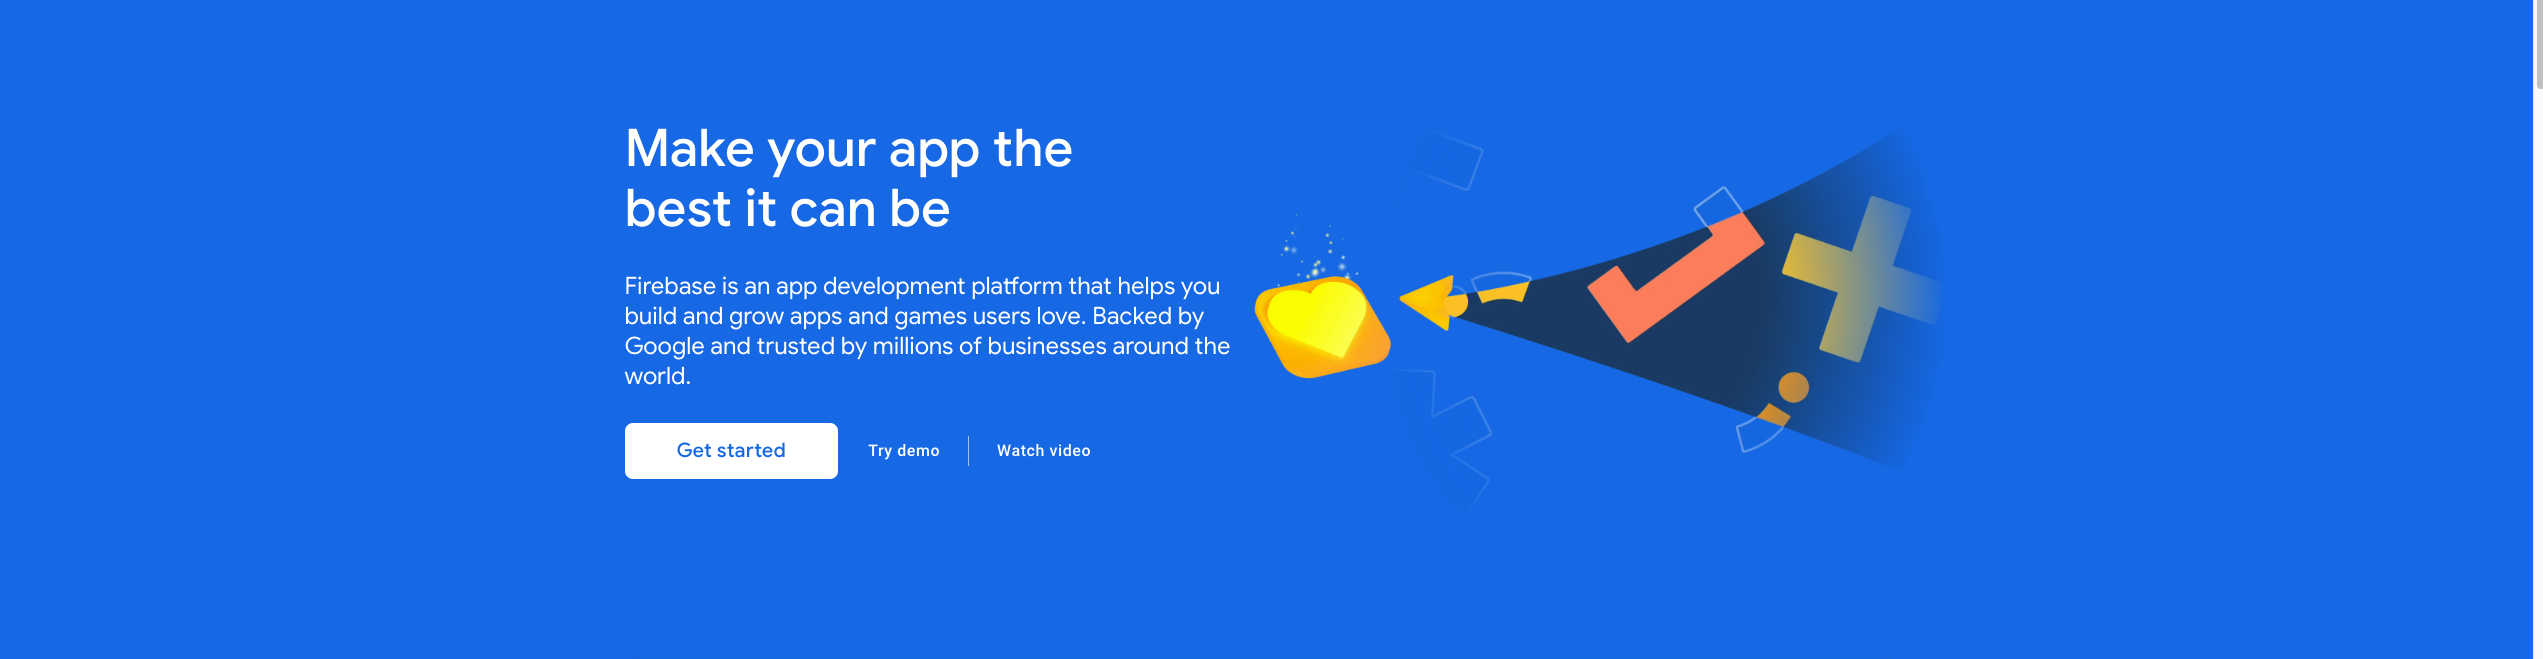 Make your app the
best it can be
Firebase is an app development platform that helps you
build and grow apps and games users love. Backed by
Google and trusted by millions of businesses around the
world.
Get started
Try demo
Watch video